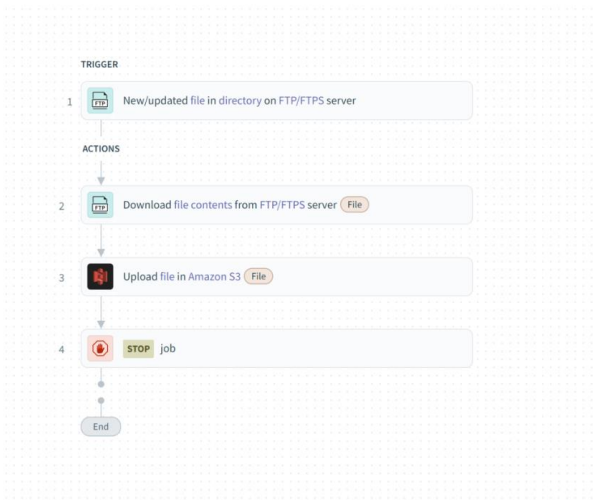 TRIGGER
1 FTP New/updated file in directory on FTP/FTPS server
ACTIONS
2 FTP Download file contents from FTP/FTPS server File
3 Upload file in Amazon S3 File
4 STOP job
End